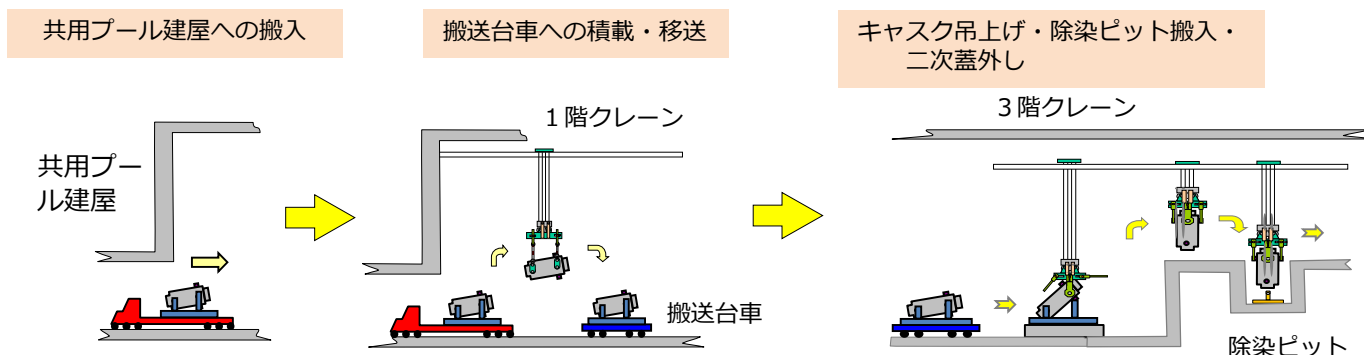 共用プール建屋への搬入
搬送台車への積載・移送
キャスク吊上げ・除染ピット搬入・
二次蓋外し
１階クレーン
３階クレーン
共用プー
ル建屋
搬送台車
除染ピット